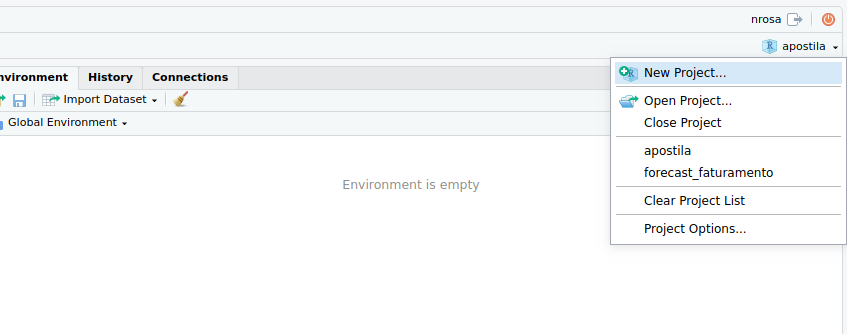 nrosa
apostila
nvironment History Connections
Import Dataset
Global Environment
Environment is empty
New Project...
Open Project...
Close Project
apostila
forecast_faturamento
Clear Project List
Project Options...